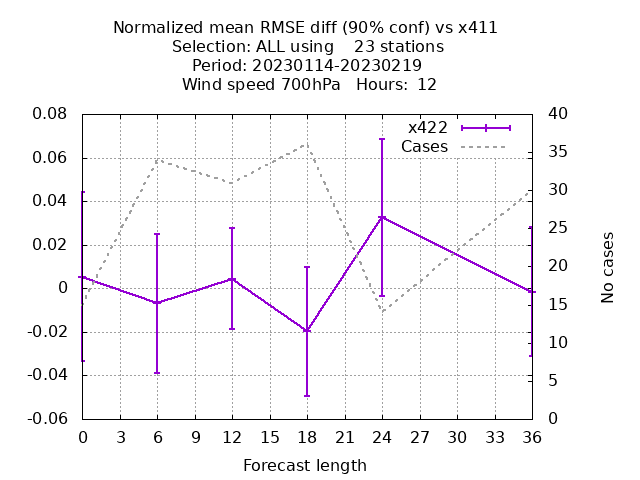 Normalized mean RMSE diff (90% conf) vs x411
Selection: ALL using    23 stations
Period: 20230114-20230219
Wind speed 700hPa   Hours:  12
x422
Cases
0.08
0.06
0.04
0.02
0
-0.02
-0.04
-0.06
40
35
30
25
20
15
10
5
0
No cases
0 3 6 9 12 15 18 21 24 27 30 33 36
Forecast length